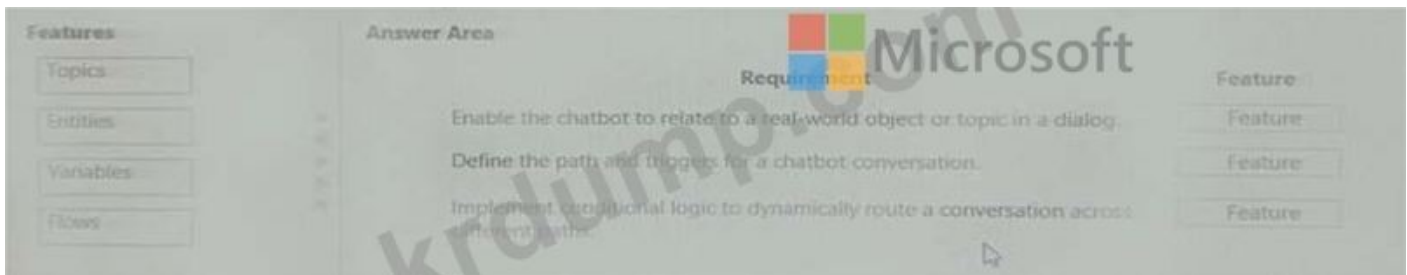 Features
Answer Area
Microsoft
Requirement
Feature
Topics
Enable the chatbot to relate to a real-world object or topic in a dialog.
Feature
Entities
Define the path and triggers for a chatbot conversation.
Feature
Variables
Implement conditional logic to dynamically route a conversation across
different paths.
Feature
Flows
krdump.com